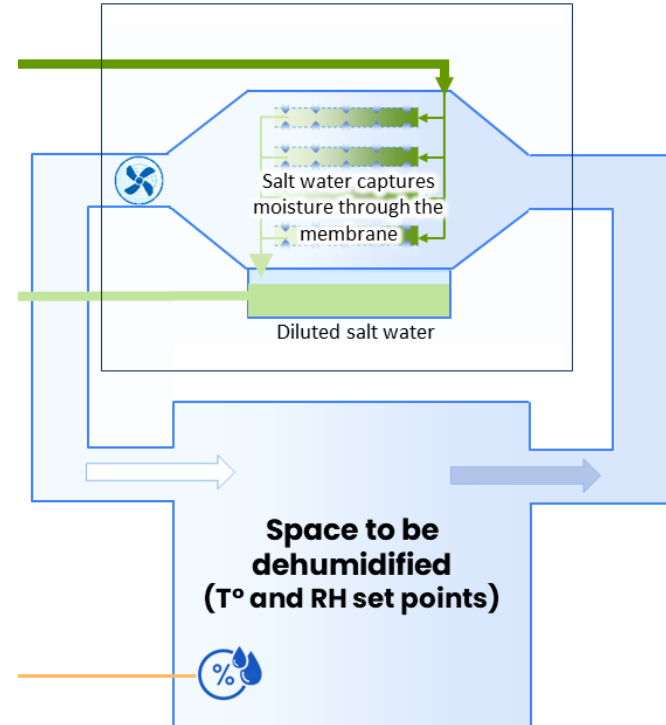 Salt water captures
moisture through the
membrane
Diluted salt water
Space to be
dehumidified
(T° and RH set points)
%